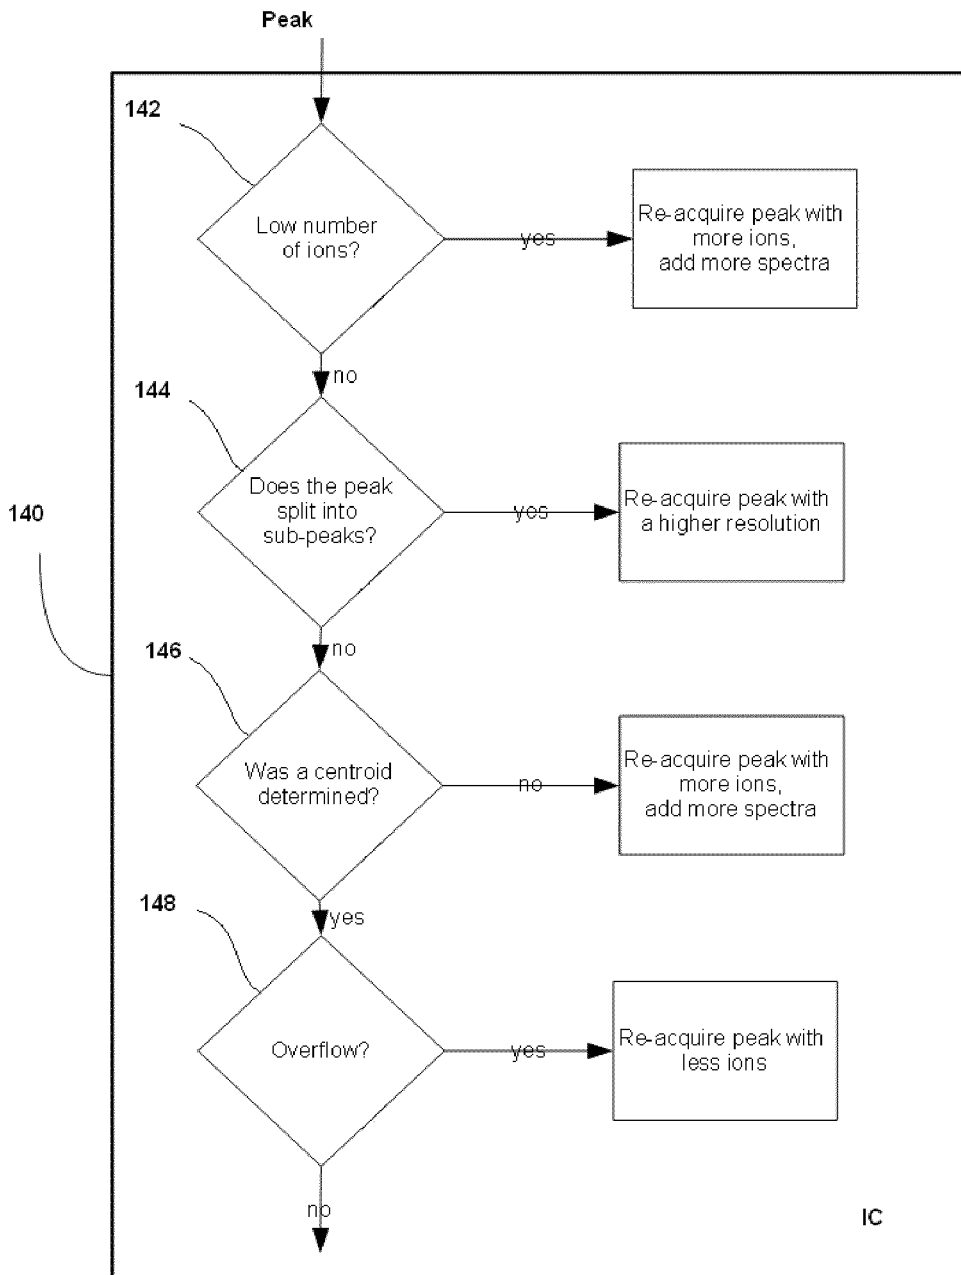 Peak
142
Low number
of ions?
yes
Re-acquire peak with
more ions,
add more spectra
no
144
Does the peak
split into
sub-peaks?
yes
Re-acquire peak with
a higher resolution
140
no
146
Was a centroid
determined?
no
Re-acquire peak with
more ions,
add more spectra
yes
148
Overflow?
yes
Re-acquire peak with
less ions
no
IC